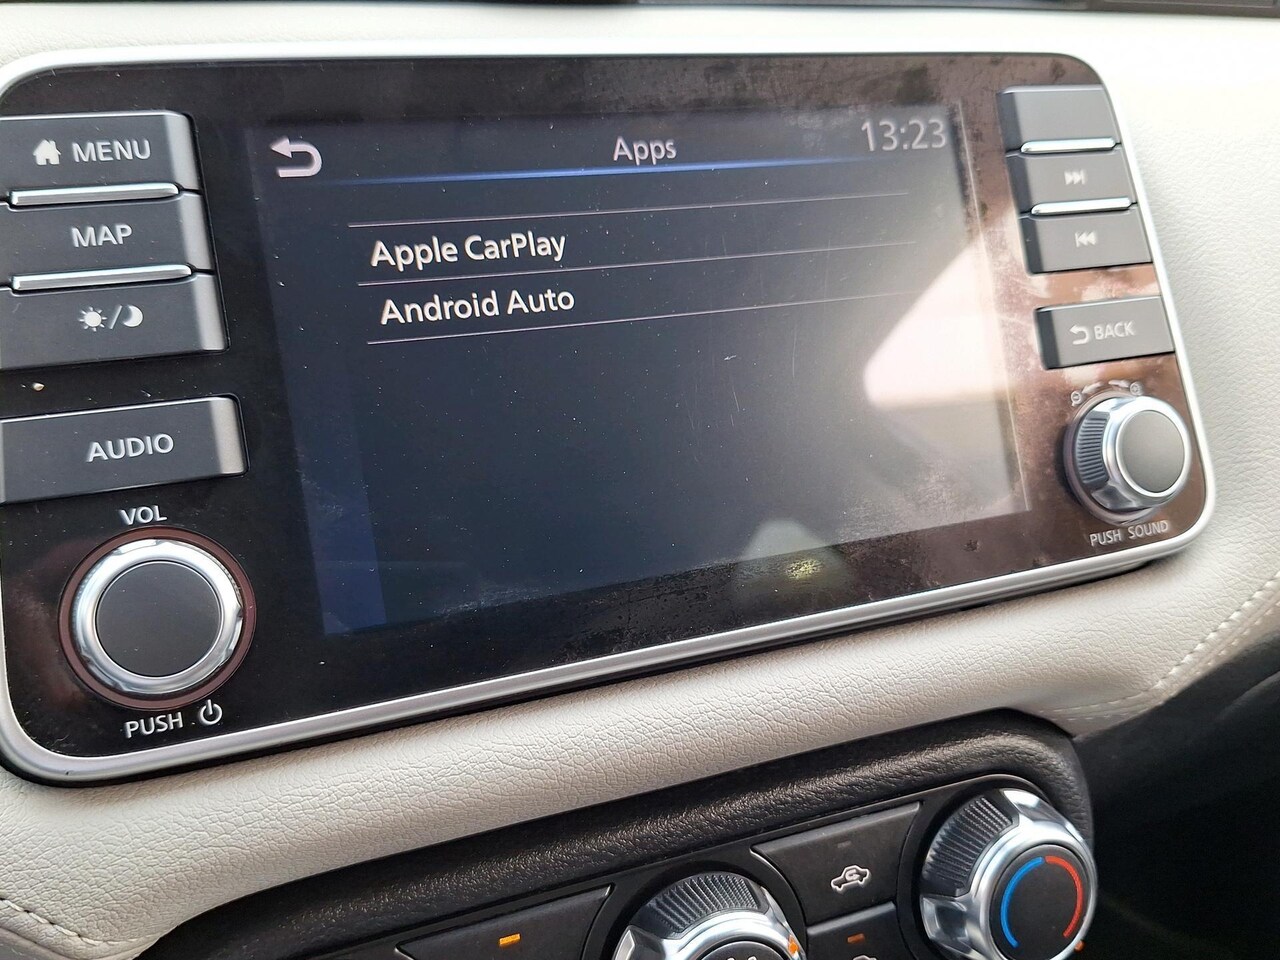 MENU
MAP
AUDIO
VOL
PUSH
Apps
13:23
Apple CarPlay
Android Auto
BACK
PUSH SOUND